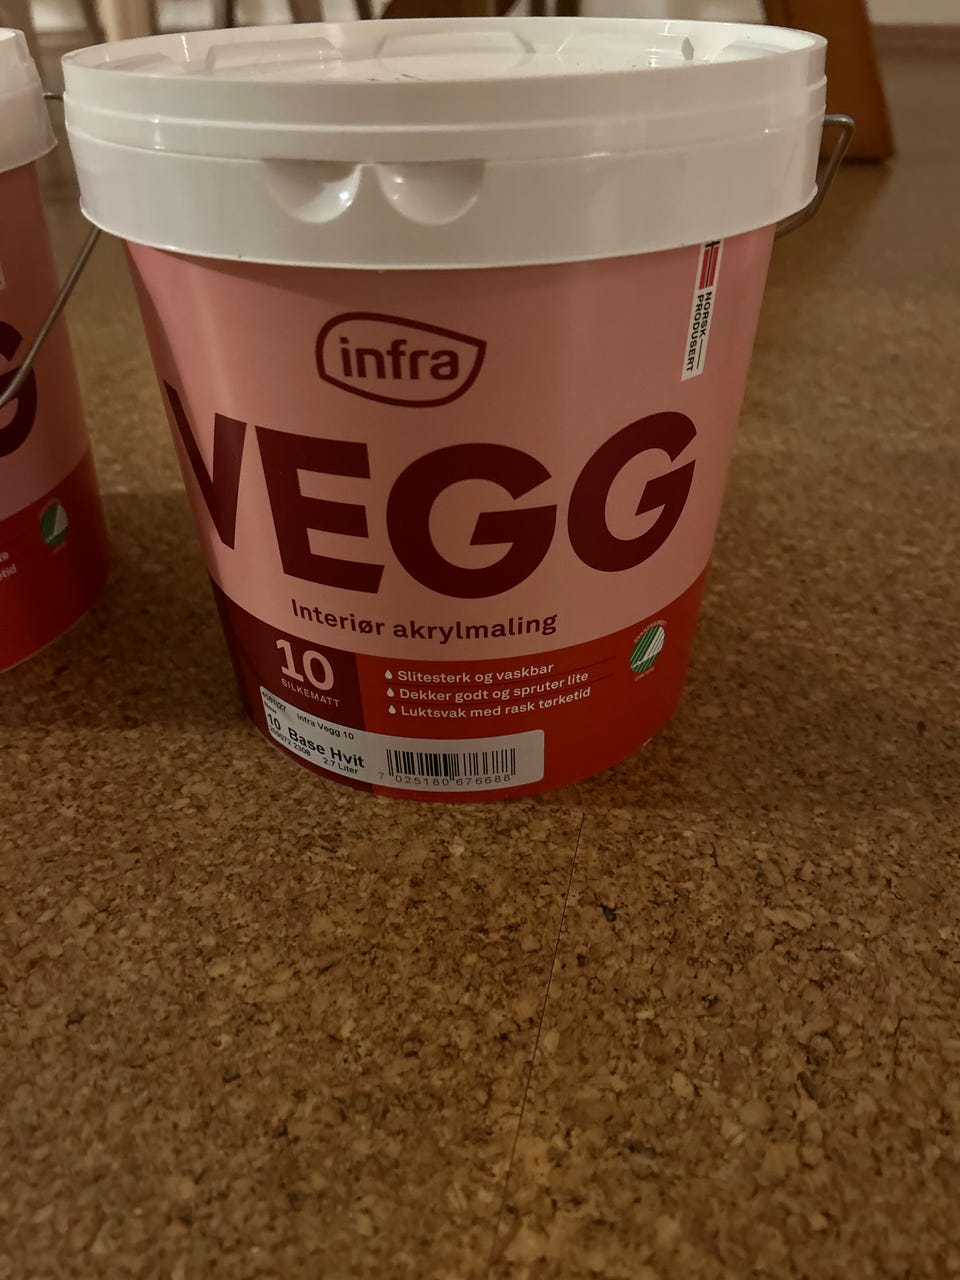 infra
NORSK
PRODUSERT
VEGG
Interiør akrylmaling
10
SILKEMATT
Slitesterk og vaskbar
Dekker godt og spruter lite
Luktsvak med rask tørketid
Infra Vegg 10
10 Base Hvit
2.7 Liter
7 025180 676688
G